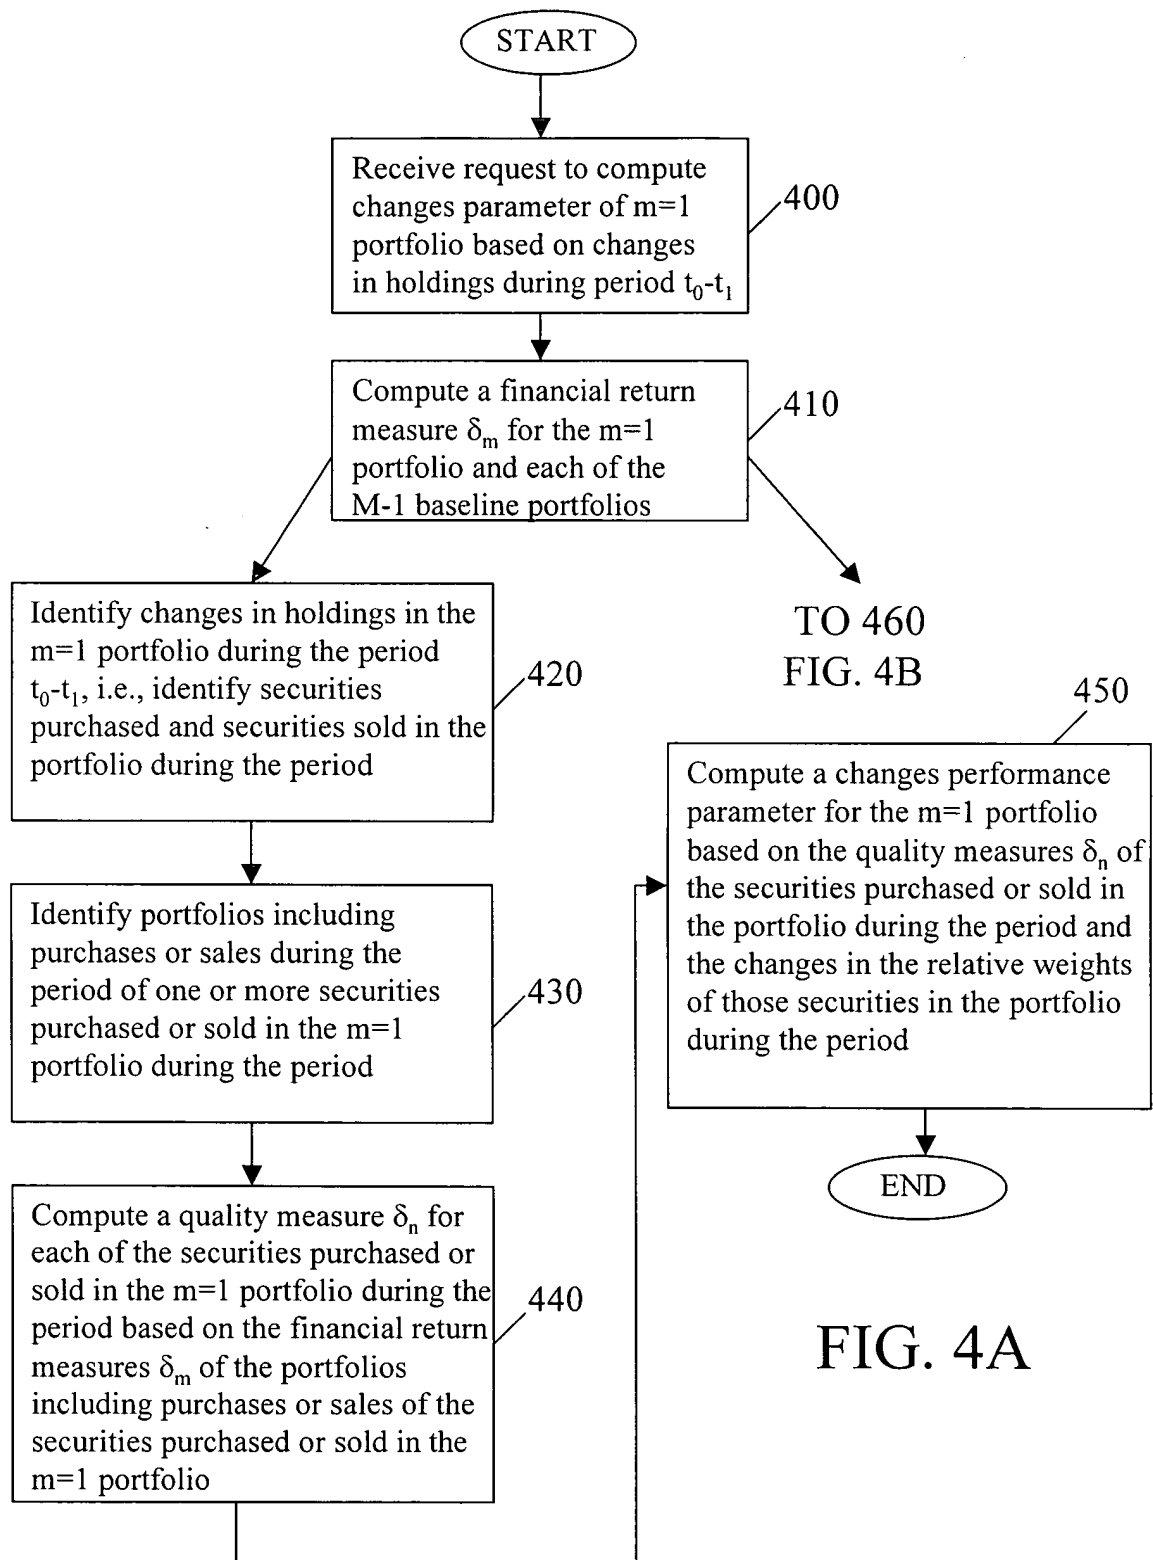 START
Receive request to compute
changes parameter of m=1
portfolio based on changes
in holdings during period t₀-t₁
400
Compute a financial return
measure δₘ for the m=1
portfolio and each of the
M-1 baseline portfolios
410
Identify changes in holdings in the
m=1 portfolio during the period
t₀-t₁, i.e., identify securities
purchased and securities sold in the
portfolio during the period
420
TO 460
FIG. 4B
Identify portfolios including
purchases or sales during the
period of one or more securities
purchased or sold in the m=1
portfolio during the period
430
Compute a quality measure δₙ for
each of the securities purchased or
sold in the m=1 portfolio during the
period based on the financial return
measures δₘ of the portfolios
including purchases or sales of the
securities purchased or sold in the
m=1 portfolio
440
450
Compute a changes performance
parameter for the m=1 portfolio
based on the quality measures δₙ of
the securities purchased or sold in
the portfolio during the period and
the changes in the relative weights
of those securities in the portfolio
during the period
END
FIG. 4A